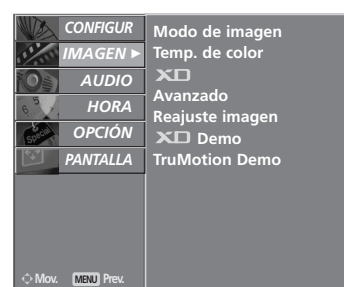 CONFIGUR
IMAGEN ►
AUDIO
HORA
OPCIÓN
PANTALLA
Mov. MENU Prev.
Modo de imagen
Temp. de color
XD
Avanzado
Reajuste imagen
XD Demo
TruMotion Demo